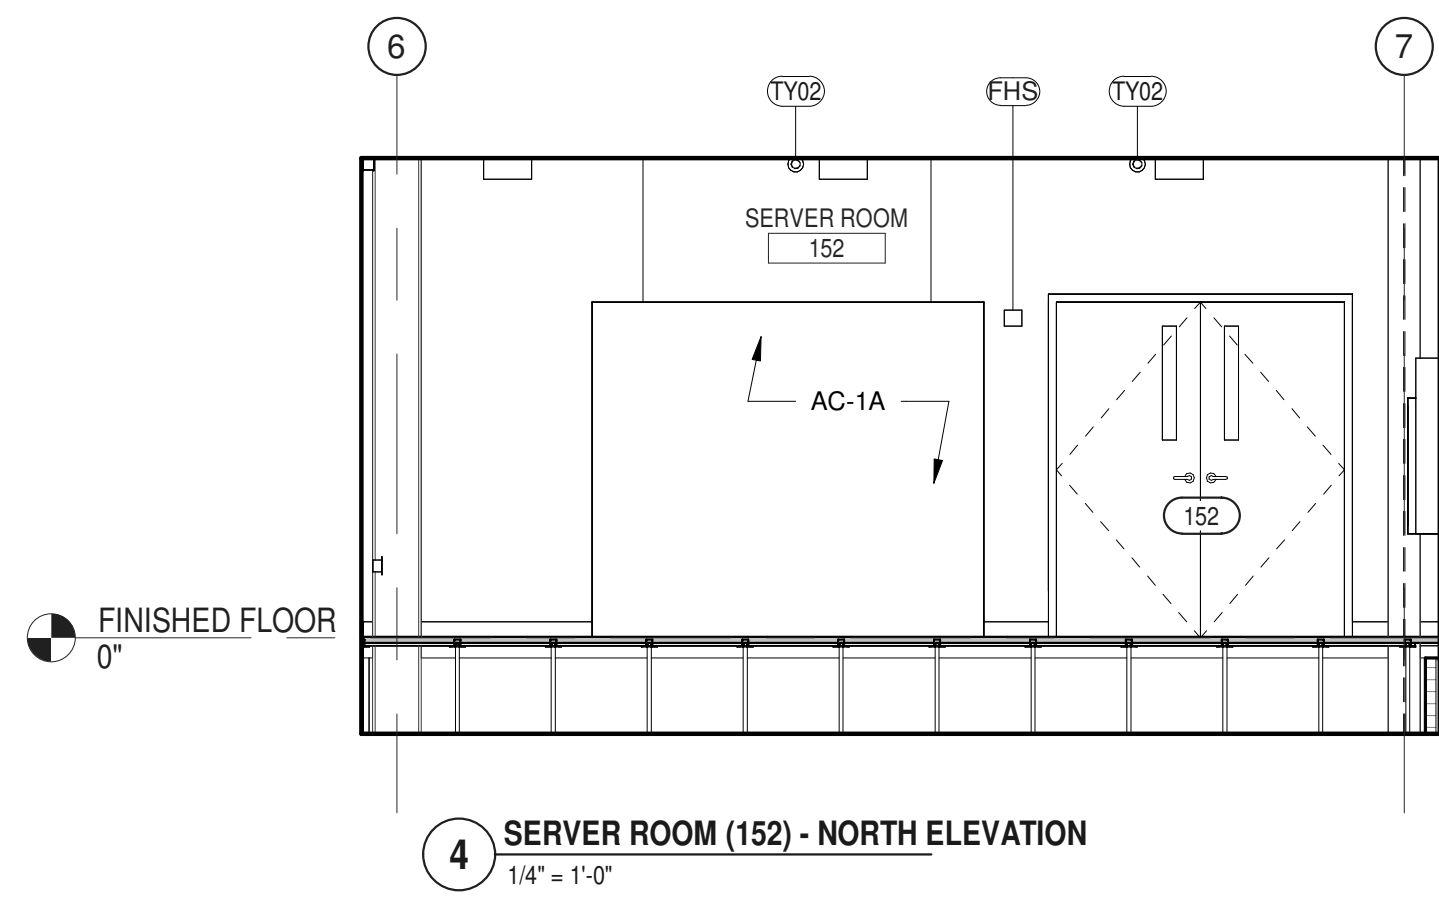 6
7
TY02
FHS
TY02
SERVER ROOM
152
AC-1A
152
FINISHED FLOOR
0"
4
SERVER ROOM (152) - NORTH ELEVATION
1/4" = 1'-0"